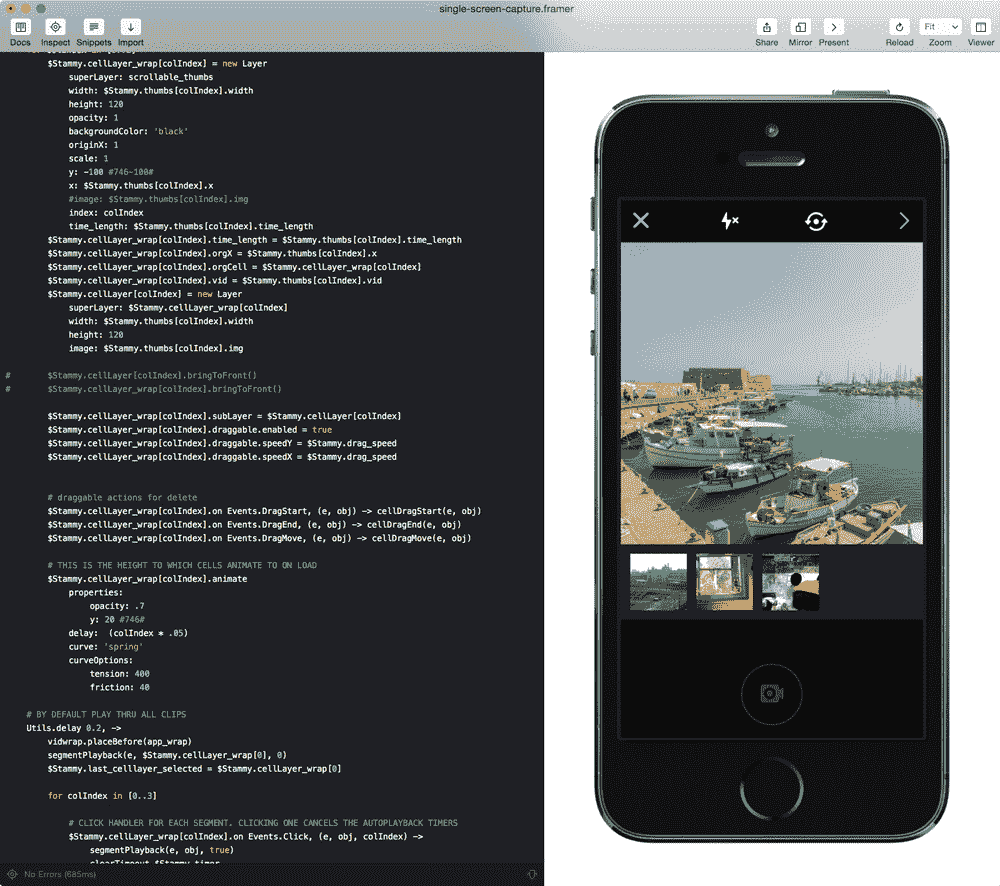 single-screen-capture.framer
Docs Inspect Snippets Import Share Mirror Present Reload Fit Zoom Viewer
$Stammy.cellLayer_wrap[colIndex] = new Layer
superLayer: scrollable_thumbs
width: $Stammy.thumbs[colIndex].width
height: 120
opacity: 1
backgroundColor: 'black'
originX: 1
scale: 1
y: -100 #746-100#
x: $Stammy.thumbs[colIndex].x
#image: $Stammy.thumbs[colIndex].img
index: colIndex
time_length: $Stammy.thumbs[colIndex].time_length
$Stammy.cellLayer_wrap[colIndex].time_length = $Stammy.thumbs[colIndex].time_length
$Stammy.cellLayer_wrap[colIndex].orgX = $Stammy.thumbs[colIndex].x
$Stammy.cellLayer_wrap[colIndex].orgCell = $Stammy.cellLayer_wrap[colIndex]
$Stammy.cellLayer_wrap[colIndex].vid = $Stammy.thumbs[colIndex].vid
$Stammy.cellLayer[colIndex] = new Layer
superLayer: $Stammy.cellLayer_wrap[colIndex]
width: $Stammy.thumbs[colIndex].width
height: 120
image: $Stammy.thumbs[colIndex].img
# $Stammy.cellLayer[colIndex].bringToFront()
# $Stammy.cellLayer_wrap[colIndex].bringToFront()
$Stammy.cellLayer_wrap[colIndex].subLayer = $Stammy.cellLayer[colIndex]
$Stammy.cellLayer_wrap[colIndex].draggable.enabled = true
$Stammy.cellLayer_wrap[colIndex].draggable.speedY = $Stammy.drag_speed
$Stammy.cellLayer_wrap[colIndex].draggable.speedX = $Stammy.drag_speed
# draggable actions for delete
$Stammy.cellLayer_wrap[colIndex].on Events.DragStart, (e, obj) -> cellDragStart(e, obj)
$Stammy.cellLayer_wrap[colIndex].on Events.DragEnd, (e, obj) -> cellDragEnd(e, obj)
$Stammy.cellLayer_wrap[colIndex].on Events.DragMove, (e, obj) -> cellDragMove(e, obj)
# THIS IS THE HEIGHT TO WHICH CELLS ANIMATE TO ON LOAD
$Stammy.cellLayer_wrap[colIndex].animate
properties:
opacity: .7
y: 20 #746#
delay: (colIndex * .05)
curve: 'spring'
curveOptions:
tension: 400
friction: 40
# BY DEFAULT PLAY THRU ALL CLIPS
Utils.delay 0.2, ->
vidwrap.placeBefore(app_wrap)
segmentPlayback(e, $Stammy.cellLayer_wrap[0], 0)
$Stammy.last_celllayer_selected = $Stammy.cellLayer_wrap[0]
for colIndex in [0..3]
# CLICK HANDLER FOR EACH SEGMENT. CLICKING ONE CANCELS THE AUTOPLAYBACK TIMERS
$Stammy.cellLayer_wrap[colIndex].on Events.Click, (e, obj, colIndex) ->
segmentPlayback(e, obj, true)
clearTimeout $Stammy.timer
No Errors (685ms)